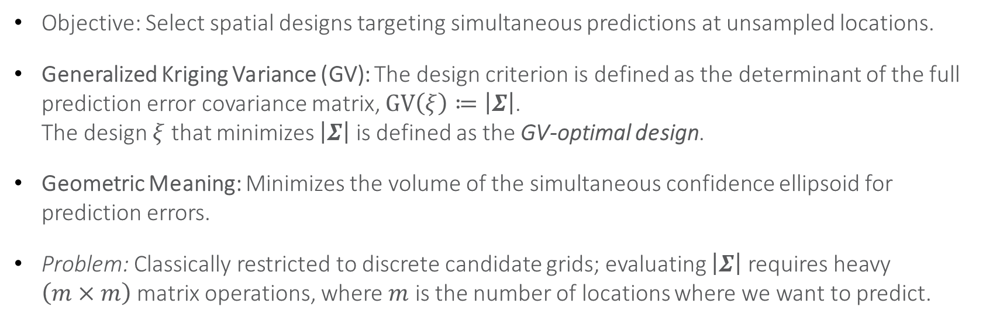 • Objective: Select spatial designs targeting simultaneous predictions at unsampled locations.
• Generalized Kriging Variance (GV): The design criterion is defined as the determinant of the full
prediction error covariance matrix, GV(ξ) ≔ |Σ|.
The design ξ that minimizes |Σ| is defined as the GV-optimal design.
• Geometric Meaning: Minimizes the volume of the simultaneous confidence ellipsoid for
prediction errors.
• Problem: Classically restricted to discrete candidate grids; evaluating |Σ| requires heavy
(m × m) matrix operations, where m is the number of locations where we want to predict.